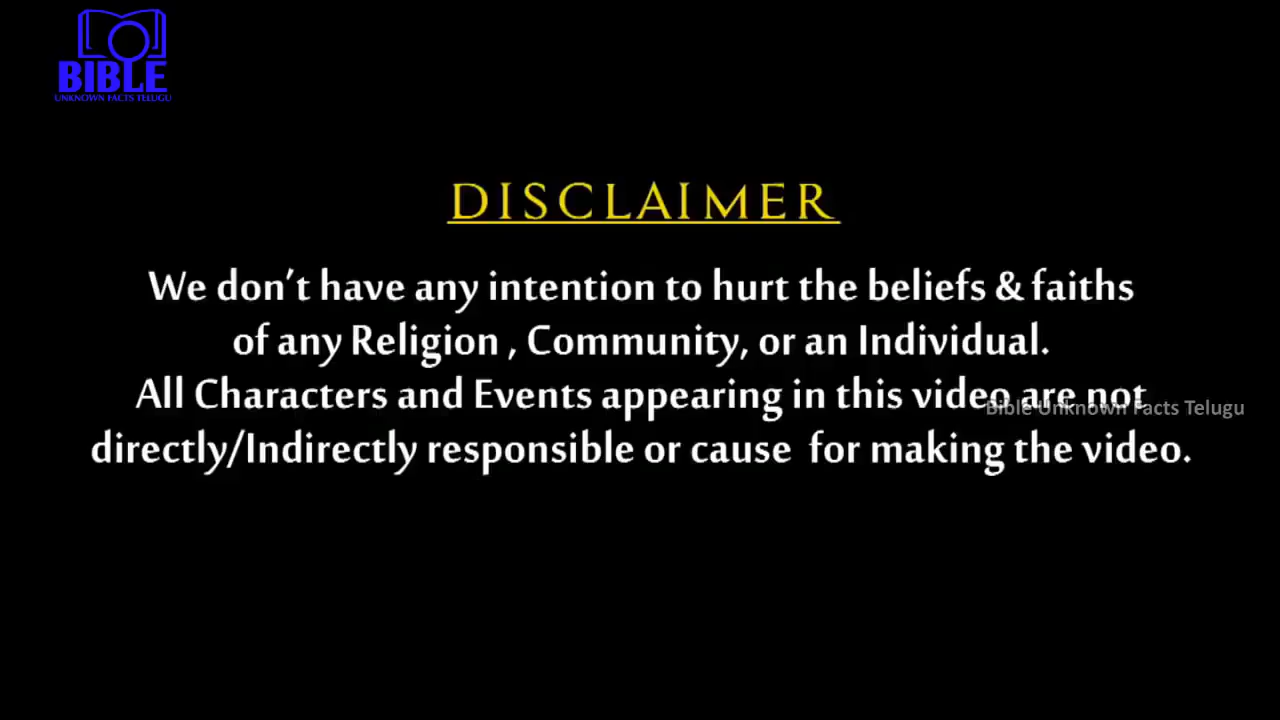 BIBLE
UNKNOWN FACTS TELUGU
DISCLAIMER
We don't have any intention to hurt the beliefs & faiths
of any Religion , Community, or an Individual.
All Characters and Events appearing in this video are not
Bible Unknown Facts Telugu
directly/Indirectly responsible or cause for making the video.